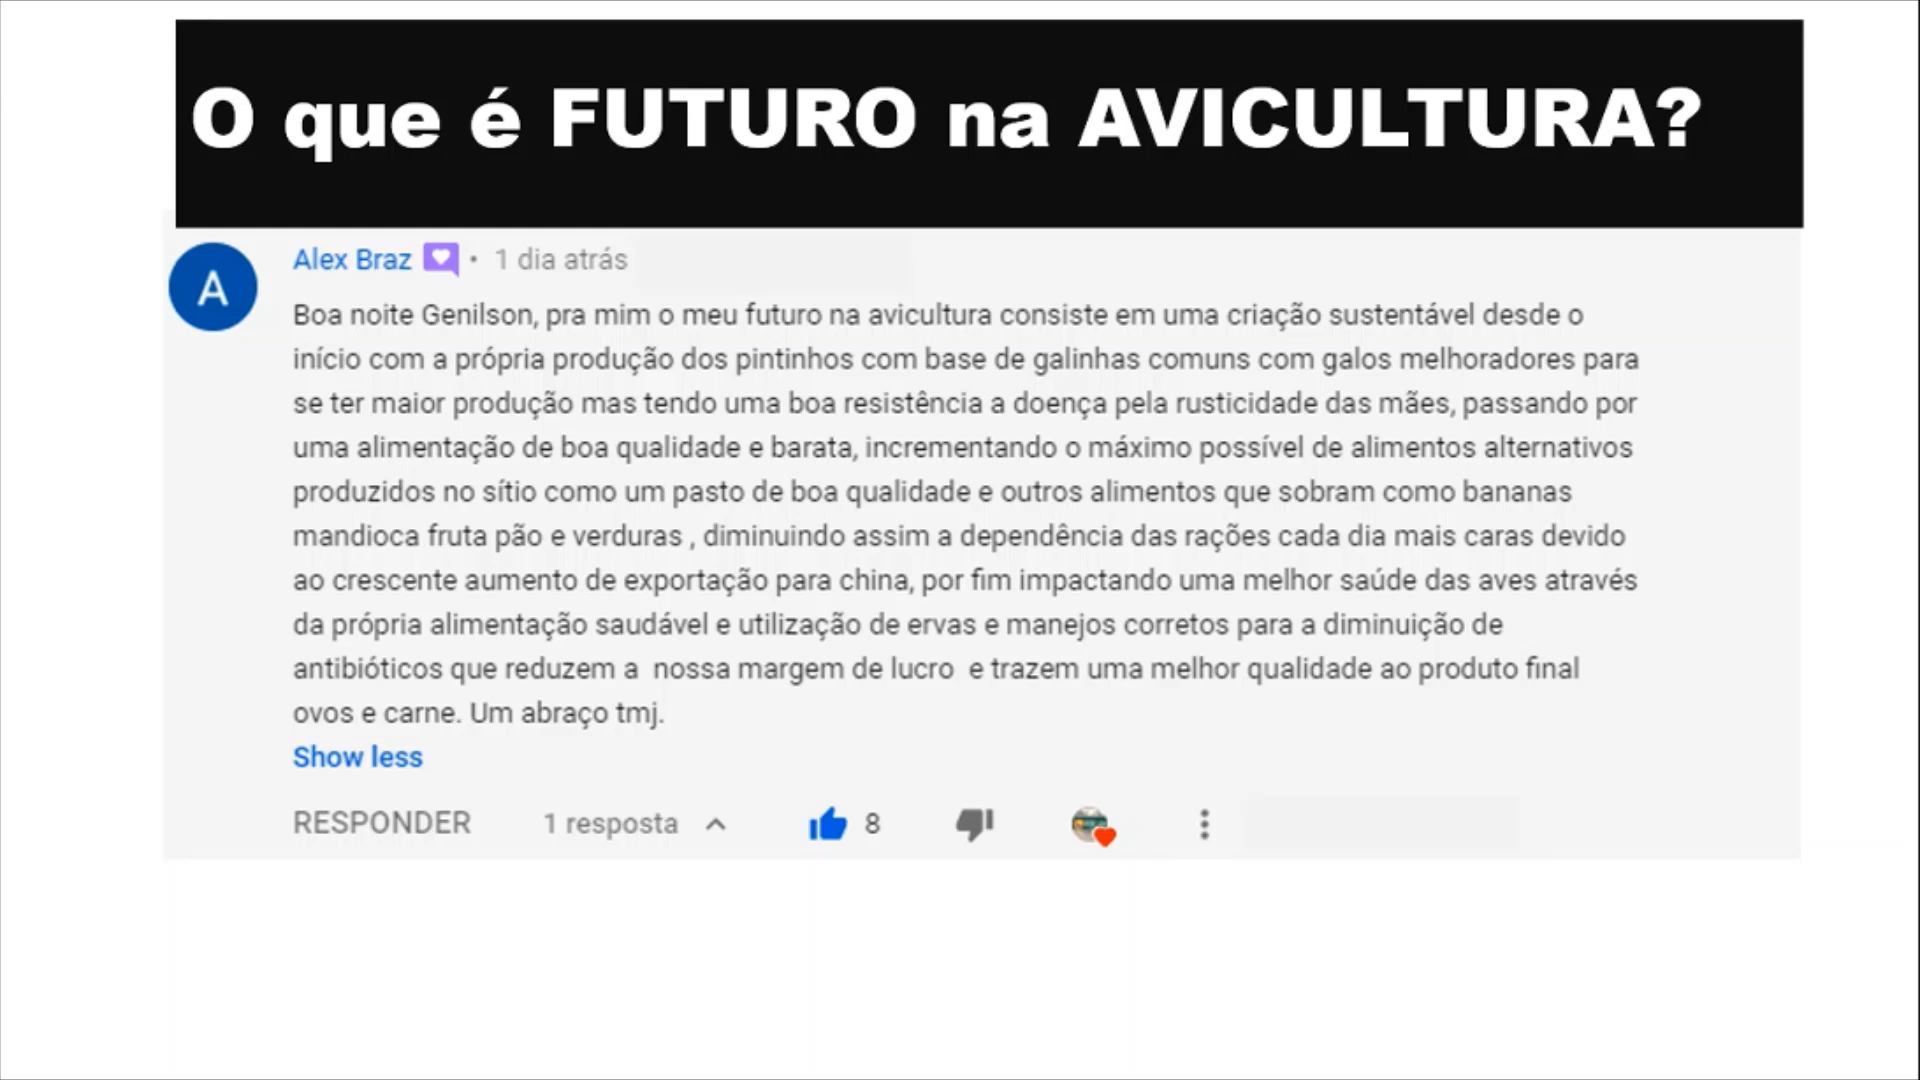 O que é FUTURO na AVICULTURA?
A
Alex Braz • 1 dia atrás
Boa noite Genilson, pra mim o meu futuro na avicultura consiste em uma criação sustentável desde o
início com a própria produção dos pintinhos com base de galinhas comuns com galos melhoradores para
se ter maior produção mas tendo uma boa resistência a doença pela rusticidade das mães, passando por
uma alimentação de boa qualidade e barata, incrementando o máximo possível de alimentos alternativos
produzidos no sítio como um pasto de boa qualidade e outros alimentos que sobram como bananas
mandioca fruta pão e verduras , diminuindo assim a dependência das rações cada dia mais caras devido
ao crescente aumento de exportação para china, por fim impactando uma melhor saúde das aves através
da própria alimentação saudável e utilização de ervas e manejos corretos para a diminuição de
antibióticos que reduzem a  nossa margem de lucro  e trazem uma melhor qualidade ao produto final
ovos e carne. Um abraço tmj.
Show less
RESPONDER 1 resposta 8